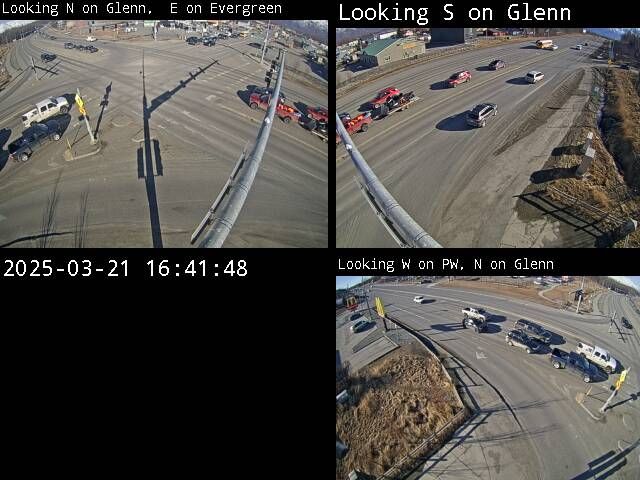 Looking N on Glenn,  E on Evergreen
Looking S on Glenn
2025-03-21 16:41:48
Looking W on PW, N on Glenn